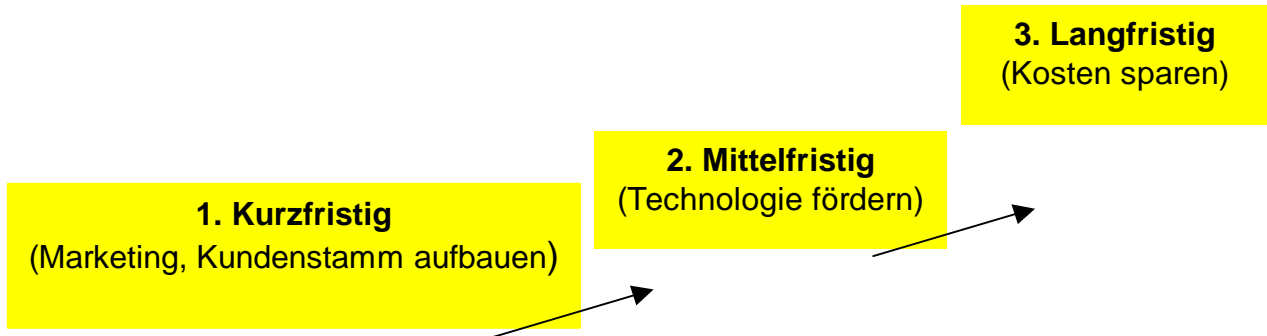 1. Kurzfristig
(Marketing, Kundenstamm aufbauen)
2. Mittelfristig
(Technologie fördern)
3. Langfristig
(Kosten sparen)